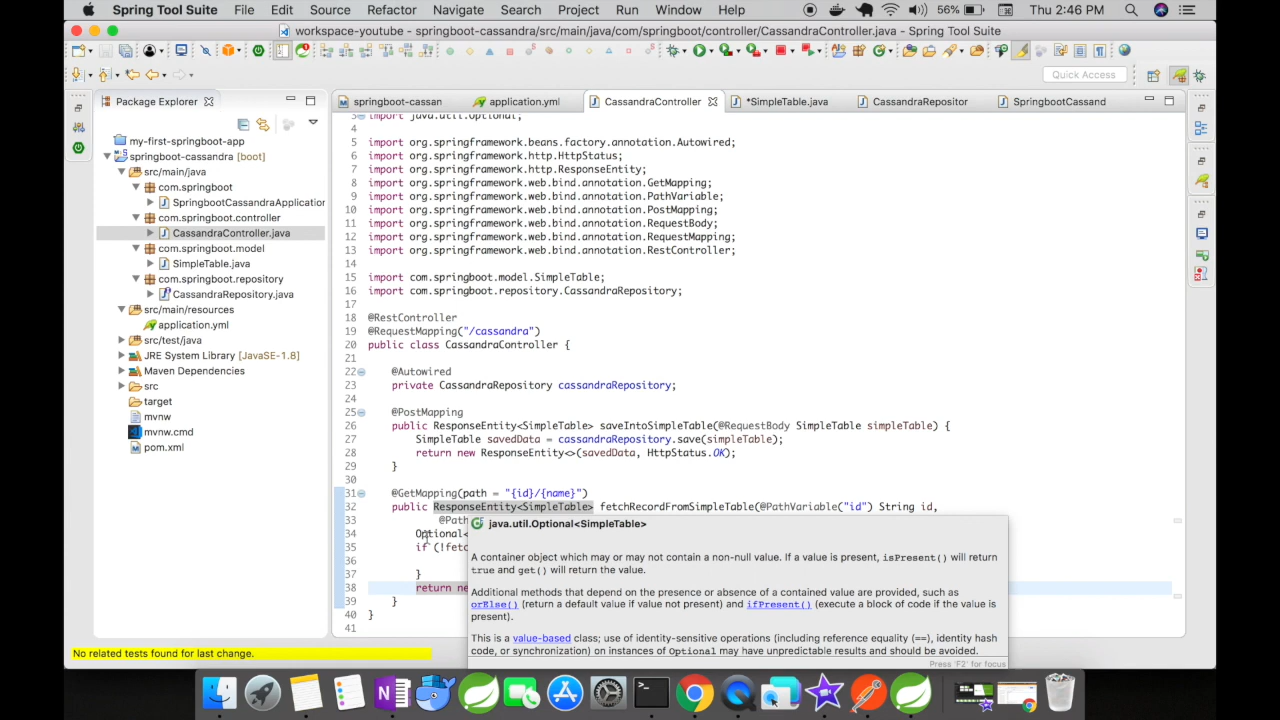 Spring Tool Suite File Edit Source Refactor Navigate Search Project Run Window Help 56% Thu 2:46 PM
workspace-youtube - springboot-cassandra/src/main/java/com/springboot/controller/CassandraController.java - Spring Tool Suite
Quick Access
Package Explorer
springboot-cassan application.yml CassandraController *SimpleTable.java CassandraRepositor SpringbootCassand
my-first-springboot-app
springboot-cassandra [boot]
src/main/java
com.springboot
SpringbootCassandraApplication
com.springboot.controller
CassandraController.java
com.springboot.model
SimpleTable.java
com.springboot.repository
CassandraRepository.java
src/main/resources
application.yml
src/test/java
JRE System Library [JavaSE-1.8]
Maven Dependencies
src
target
mvnw
mvnw.cmd
pom.xml
3 import java.util.Optional;
4
5 import org.springframework.beans.factory.annotation.Autowired;
6 import org.springframework.http.HttpStatus;
7 import org.springframework.http.ResponseEntity;
8 import org.springframework.web.bind.annotation.GetMapping;
9 import org.springframework.web.bind.annotation.PathVariable;
10 import org.springframework.web.bind.annotation.PostMapping;
11 import org.springframework.web.bind.annotation.RequestBody;
12 import org.springframework.web.bind.annotation.RequestMapping;
13 import org.springframework.web.bind.annotation.RestController;
14
15 import com.springboot.model.SimpleTable;
16 import com.springboot.repository.CassandraRepository;
17
18 @RestController
19 @RequestMapping("/cassandra")
20 public class CassandraController {
21
22 @Autowired
23 private CassandraRepository cassandraRepository;
24
25 @PostMapping
26 public ResponseEntity<SimpleTable> saveIntoSimpleTable(@RequestBody SimpleTable simpleTable) {
27 SimpleTable savedData = cassandraRepository.save(simpleTable);
28 return new ResponseEntity<>(savedData, HttpStatus.OK);
29 }
30
31 @GetMapping(path = "{id}/{name}")
32 public ResponseEntity<SimpleTable> fetchRecordFromSimpleTable(@PathVariable("id") String id,
33 @Path
34 Optional<
35 if (!feto
36
37 }
38 return ne
39 }
40 }
41
java.util.Optional<SimpleTable>
A container object which may or may not contain a non-null value. If a value is present, isPresent() will return
true and get() will return the value.
Additional methods that depend on the presence or absence of a contained value are provided, such as
orElse() (return a default value if value not present) and ifPresent() (execute a block of code if the value is
present).
This is a value-based class; use of identity-sensitive operations (including reference equality (==), identity hash
code, or synchronization) on instances of Optional may have unpredictable results and should be avoided.
Press 'F2' for focus
No related tests found for last change.